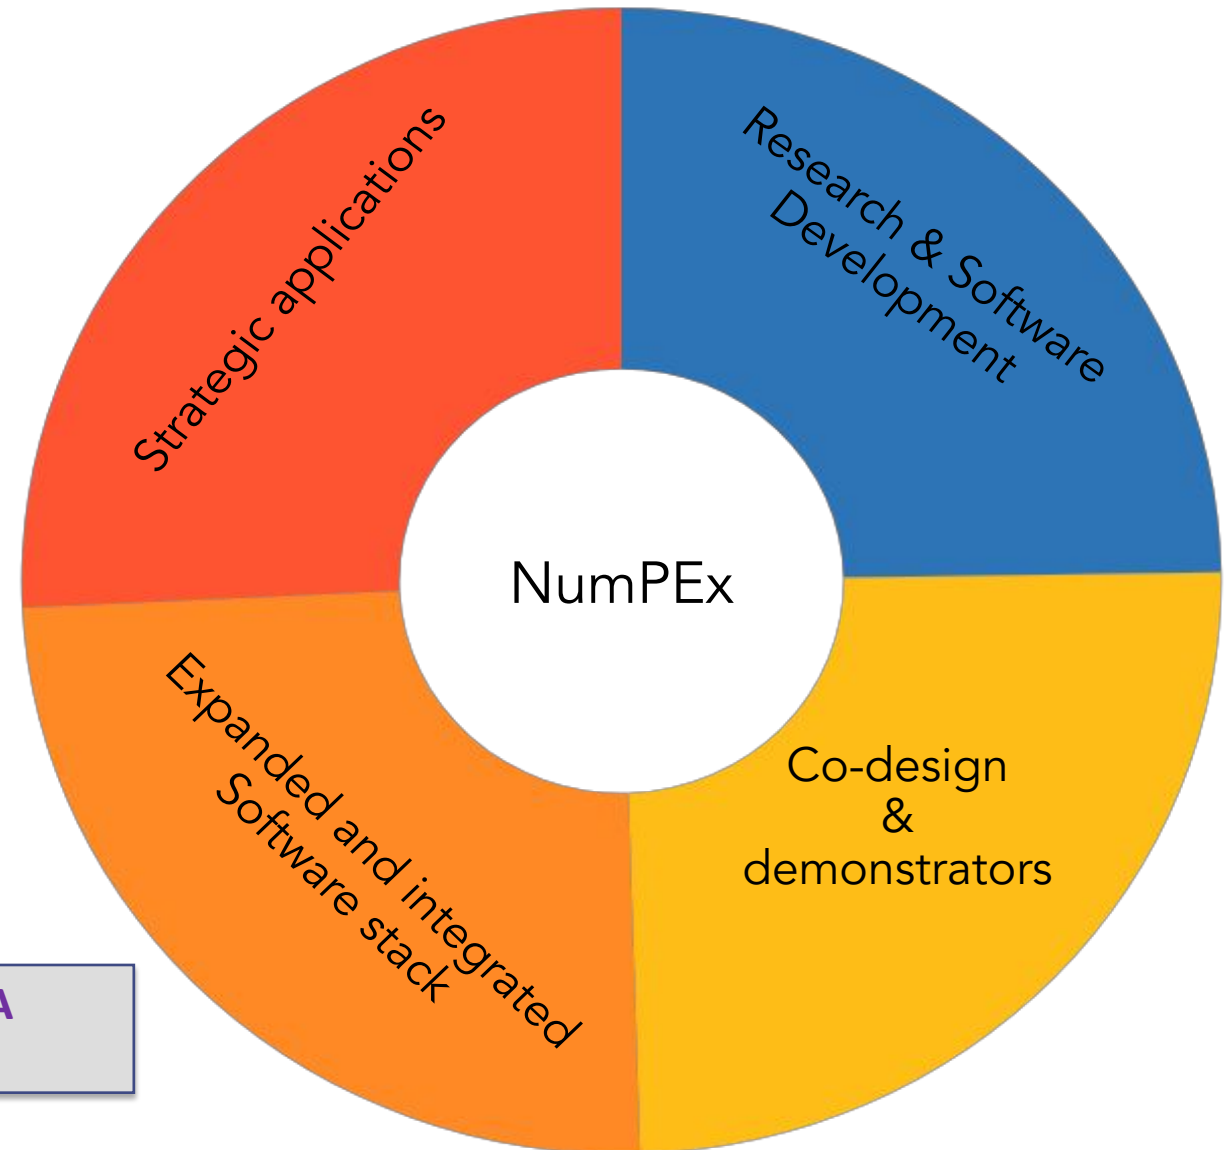 Strategic applications
Research & Software
Development
NumPEx
Co-design
&
demonstrators
Expanded and integrated
Software stack
A